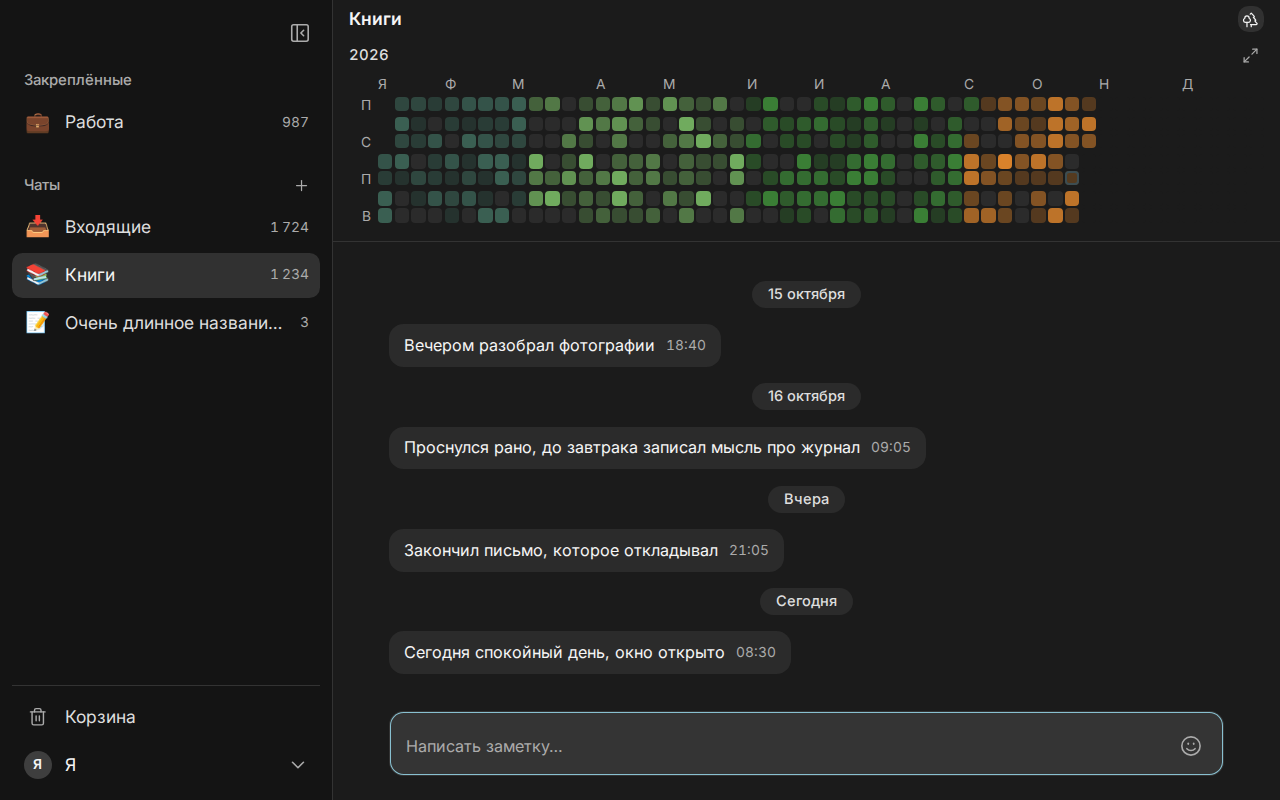 Закреплённые
Работа 987
Чаты
Входящие 1 724
Книги 1 234
Очень длинное названи... 3
Корзина
Я Я
Книги
2026
Я Ф М А М И И А С О Н Д
П
С
П
В
15 октября
Вечером разобрал фотографии 18:40
16 октября
Проснулся рано, до завтрака записал мысль про журнал 09:05
Вчера
Закончил письмо, которое откладывал 21:05
Сегодня
Сегодня спокойный день, окно открыто 08:30
Написать заметку...